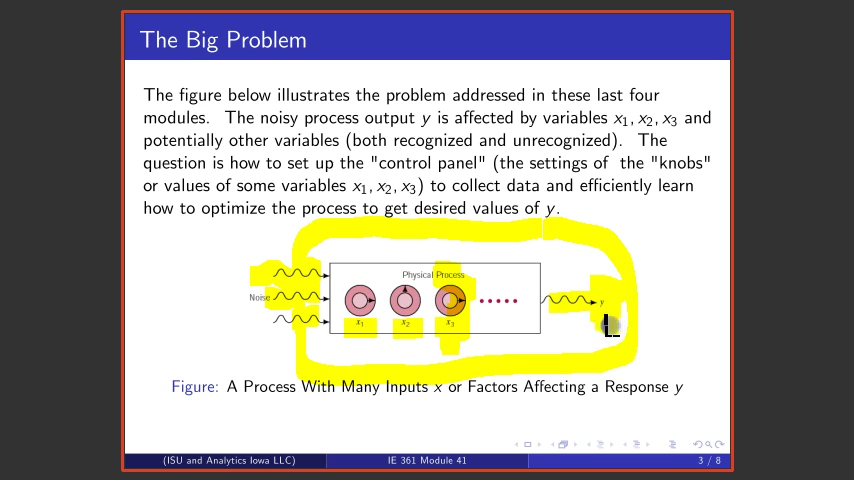 The Big Problem
The figure below illustrates the problem addressed in these last four
modules. The noisy process output y is affected by variables x₁, x₂, x₃ and
potentially other variables (both recognized and unrecognized). The
question is how to set up the "control panel" (the settings of the "knobs"
or values of some variables x₁, x₂, x₃) to collect data and efficiently learn
how to optimize the process to get desired values of y.
Physical Process
Noise
y
x₁ x₂ x₃
Figure: A Process With Many Inputs x or Factors Affecting a Response y
(ISU and Analytics Iowa LLC) IE 361 Module 41 3 / 8